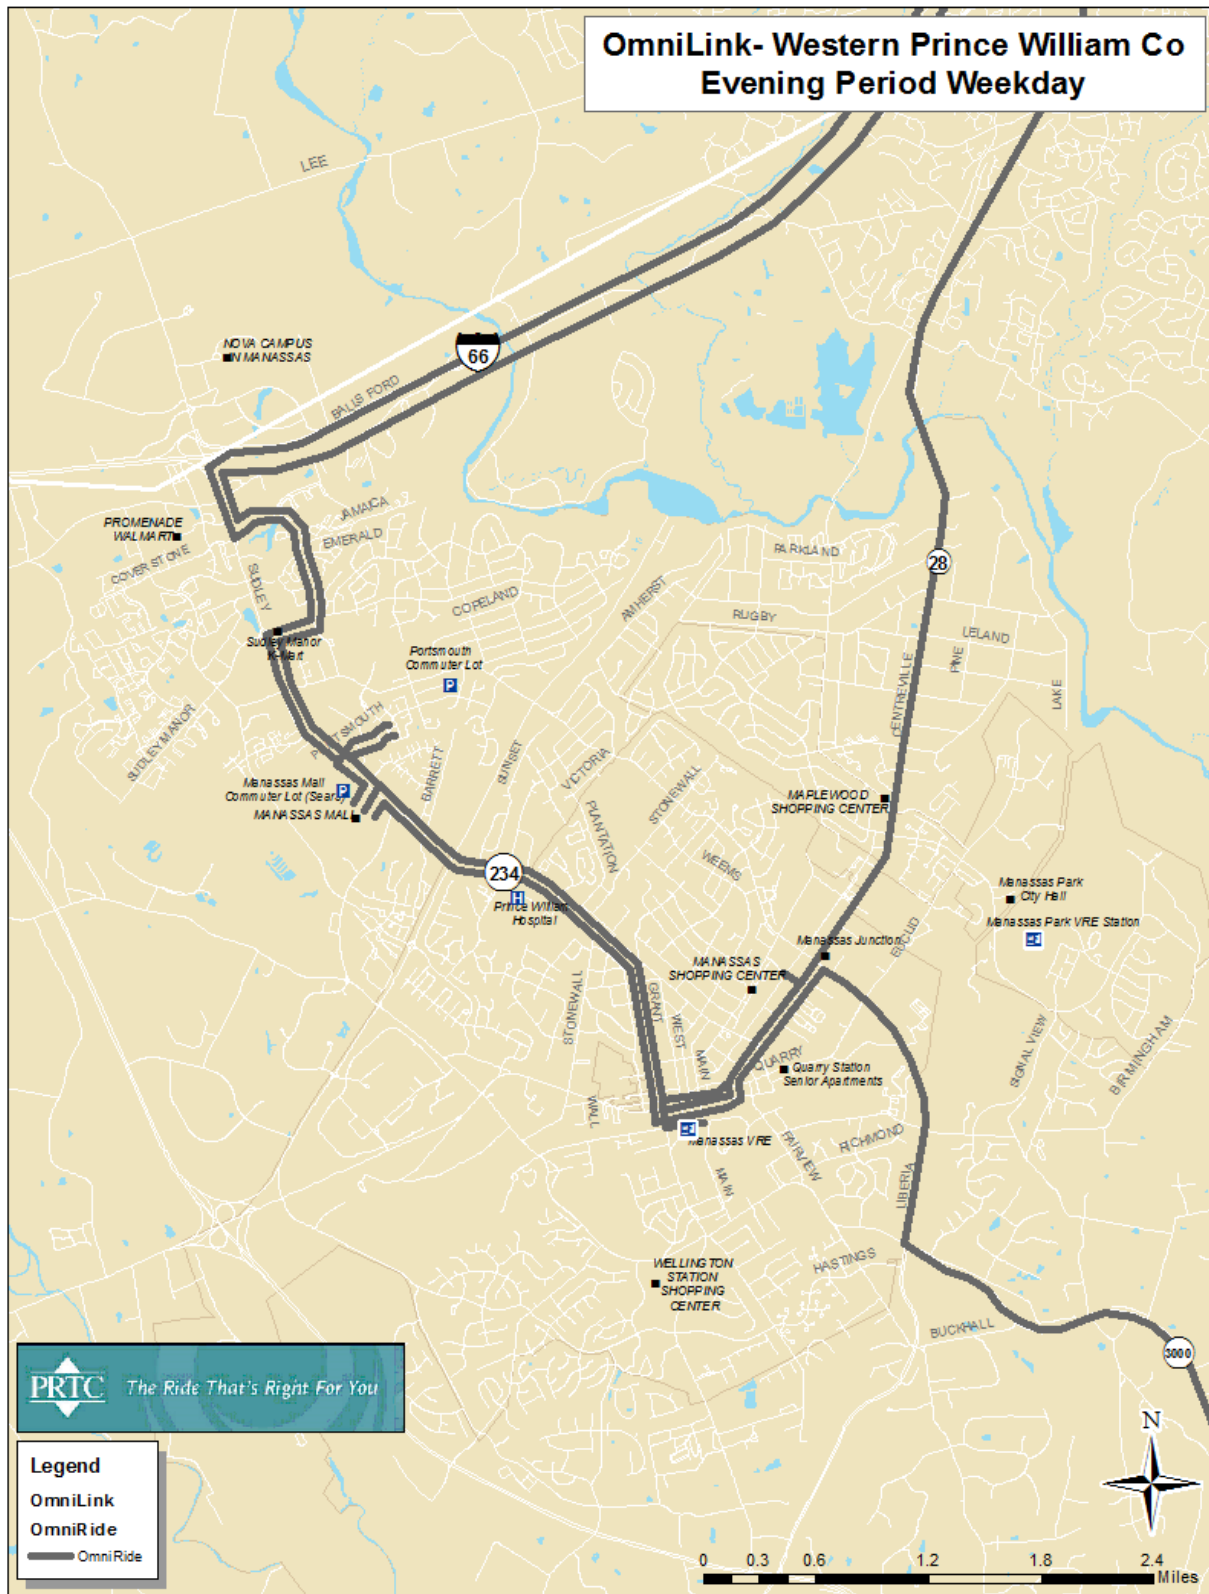 OmniLink- Western Prince William Co
Evening Period Weekday
LEE
NOVA CAMPUS
IN MANASSAS
66
BALLS FORD
JAMAICA
EMERALD
PROMENADE
WALMART
COVERSTONE
SUDLEY
COPELAND
AMHERST
PARKLAND
28
RUGBY
LELAND
PINE
LAKE
CENTREVILLE
Sudley Manor
K-Mart
Portsmouth
Commuter Lot
P
PORTSMOUTH
SUDLEY MANOR
BARRETT
SUNSET
VICTORIA
STONEWALL
PLANTATION
Manassas Mall
Commuter Lot (Sears)
P
MANASSAS MALL
MAPLEWOOD
SHOPPING CENTER
WEEMS
234
H
Prince William
Hospital
Manassas Park
City Hall
Manassas Park VRE Station
EUCLID
Manassas Junction
MANASSAS
SHOPPING CENTER
STONEWALL
GRANT
WEST
MAIN
QUARRY
Quarry Station
Senior Apartments
SIGNAL VIEW
BIRMINGHAM
WALL
Manassas VRE
FAIRVIEW
RICHMOND
MAIN
LIBERIA
HASTINGS
WELLINGTON
STATION
SHOPPING
CENTER
BUCKHALL
3000
PRTC The Ride That's Right For You
Legend
OmniLink
OmniRide
OmniRide
N
0 0.3 0.6 1.2 1.8 2.4
Miles